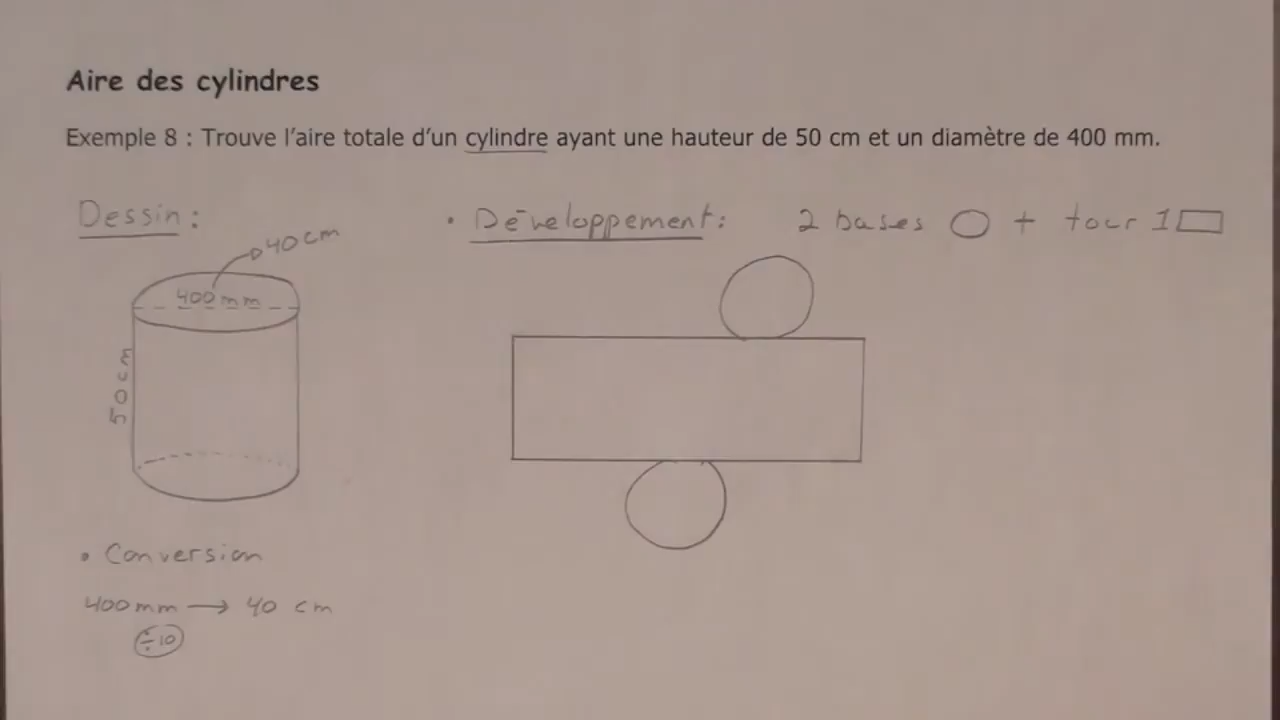 Aire des cylindres
Exemple 8 : Trouve l'aire totale d'un cylindre ayant une hauteur de 50 cm et un diamètre de 400 mm.
Dessin :
• Développement : 2 bases + tour 1
40 cm
400 mm
50 cm
• Conversion
400 mm → 40 cm
÷10